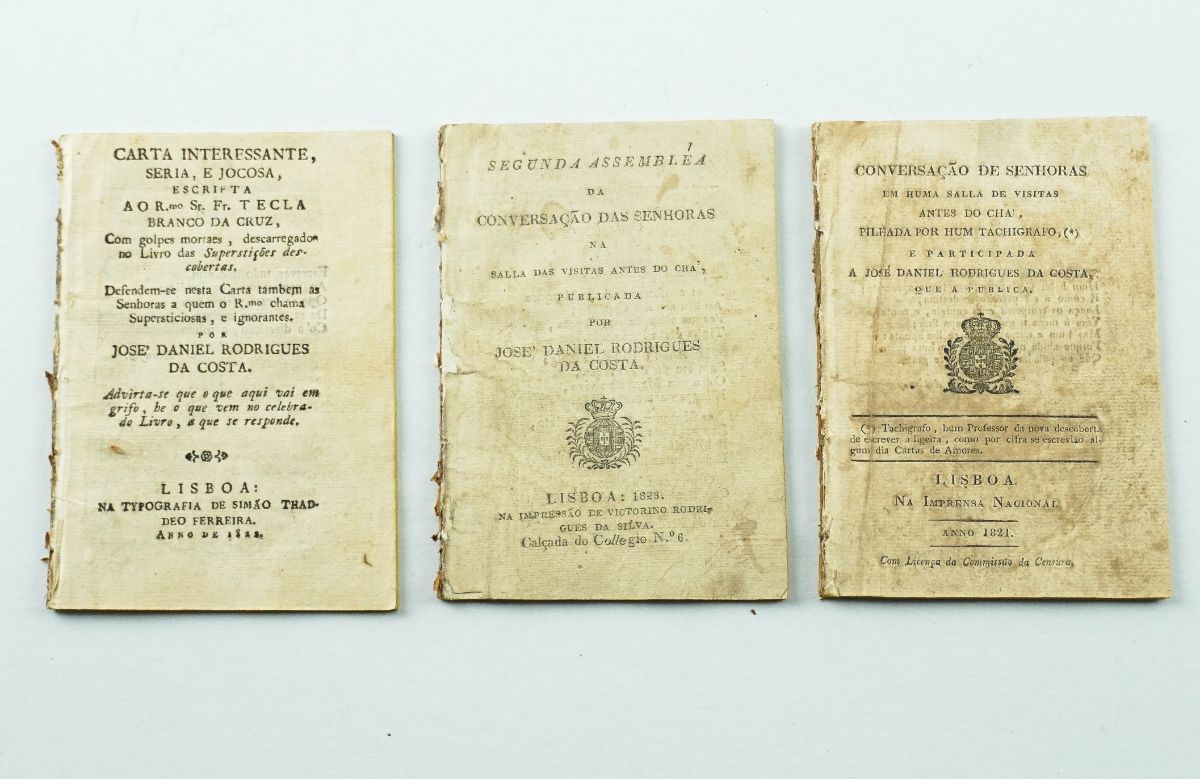 CARTA INTERESSANTE,
SERIA, E JOCOSA,
ESCRIPTA
AO R.mo Sr. Fr. TECLA
BRANCO DA CRUZ,
Com golpes mortaes, descarregados
no Livro das Superstições des-
cobertas.
Defendem-se nesta Carta tambem as
Senhoras a quem o R.mo chama
Supersticiosas, e ignorantes.
POR
JOSE' DANIEL RODRIGUES
DA COSTA.
Advirta-se que o que aqui vai em
grifo, he o que vem no celebra-
do Livro, a que se responde.
LISBOA:
NA TYPOGRAFIA DE SIMÃO THAD-
DEO FERREIRA.
ANNO DE 1822.
SEGUNDA ASSEMBLÉA
DA
CONVERSAÇÃO DAS SENHORAS
NA
SALLA DAS VISITAS ANTES DO CHA',
PUBLICADA
POR
JOSE' DANIEL RODRIGUES
DA COSTA.
LISBOA: 1823.
NA IMPRESSÃO DE VICTORINO RODRI-
GUES DA SILVA.
Calçada do Collegio N.º 6.
CONVERSAÇÃO DE SENHORAS
EM HUMA SALLA DE VISITAS
ANTES DO CHA',
PILHADA POR HUM TACHIGRAFO, (*)
E PARTICIPADA
A JOSÉ DANIEL RODRIGUES DA COSTA,
QUE A PUBLICA.
(*) Tachigrafo, hum Professor da nova descoberta
de escrever á ligeira, como por cifra se escrevião al-
gum dia Cartas de Amores.
LISBOA.
NA IMPRENSA NACIONAL
ANNO 1821.
Com Licença da Commissão da Censura.